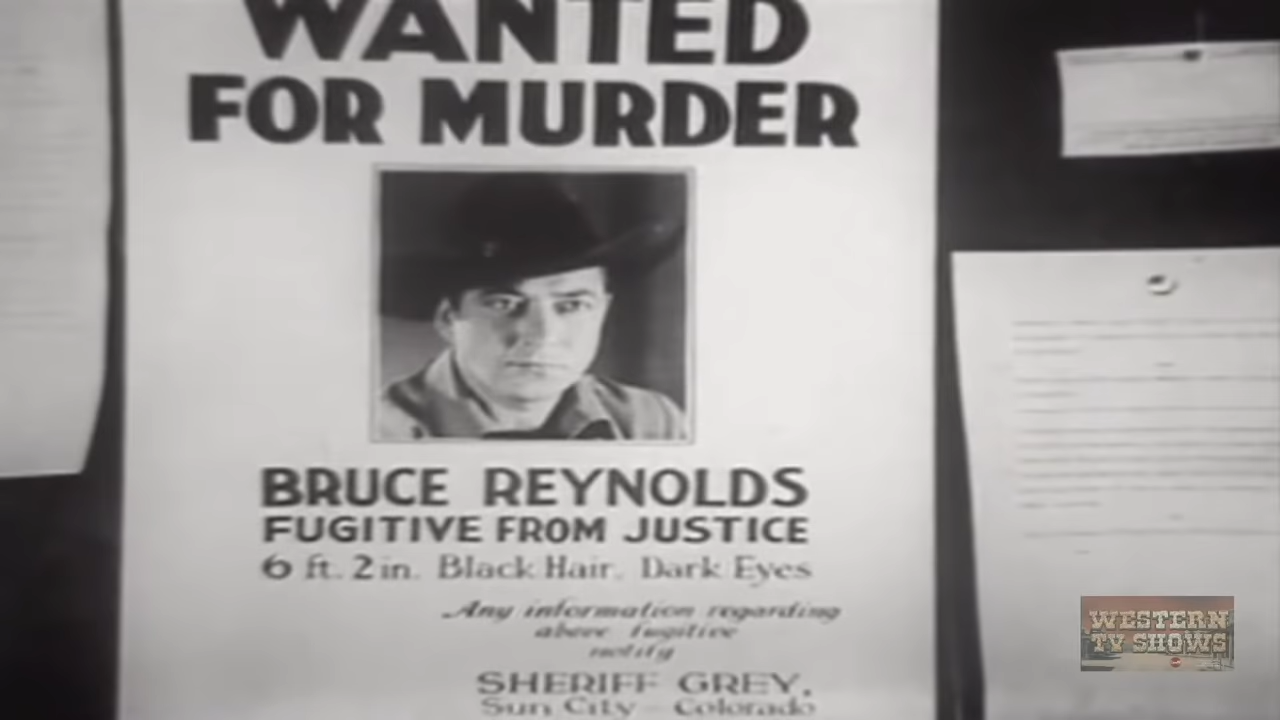 WANTED
FOR MURDER
BRUCE REYNOLDS
FUGITIVE FROM JUSTICE
6 ft. 2 in. Black Hair, Dark Eyes
Any information regarding
above fugitive
notify
SHERIFF GREY,
Sun City - Colorado
WESTERN
TV SHOWS